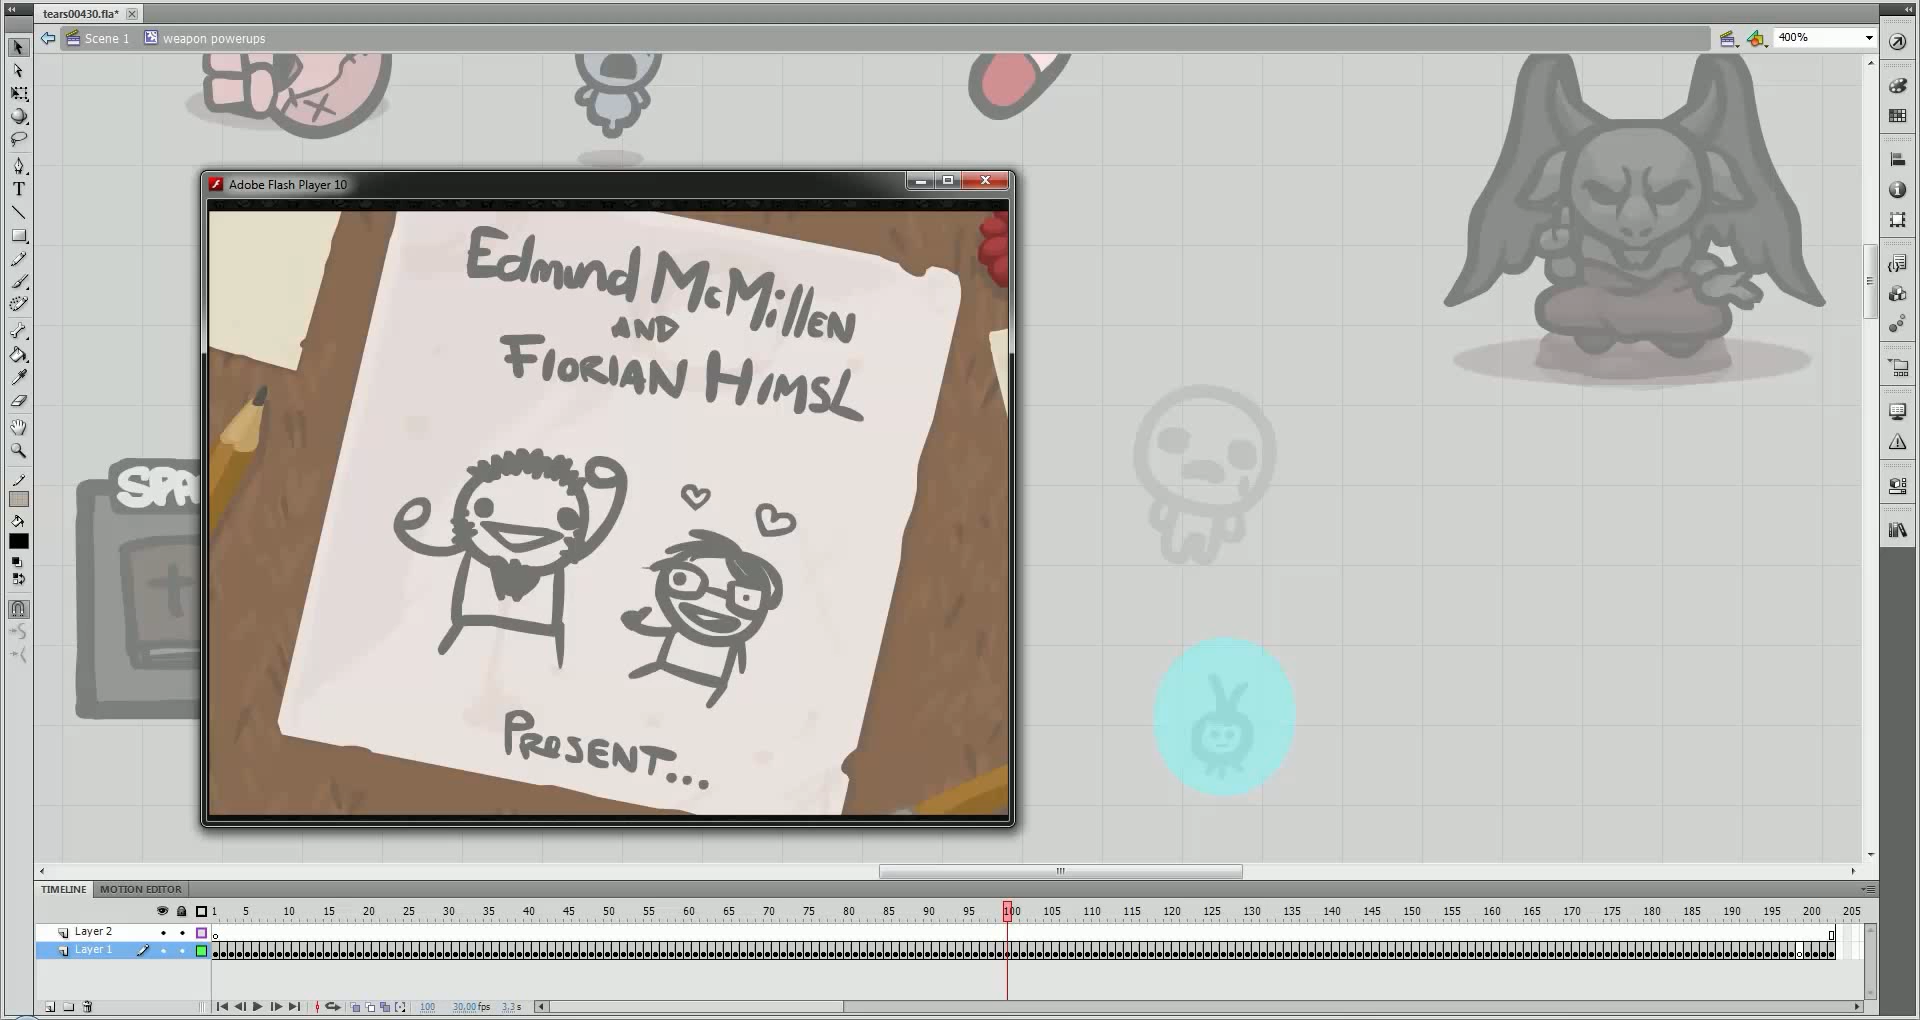 tears00430.fla*
Scene 1
weapon powerups
400%
Adobe Flash Player 10
Edmund McMillen
AND
Florian Himsl
Present...
SPA
TIMELINE
MOTION EDITOR
1 5 10 15 20 25 30 35 40 45 50 55 60 65 70 75 80 85 90 95 100 105 110 115 120 125 130 135 140 145 150 155 160 165 170 175 180 185 190 195 200 205
Layer 2
Layer 1
100 30.00fps 3.3s